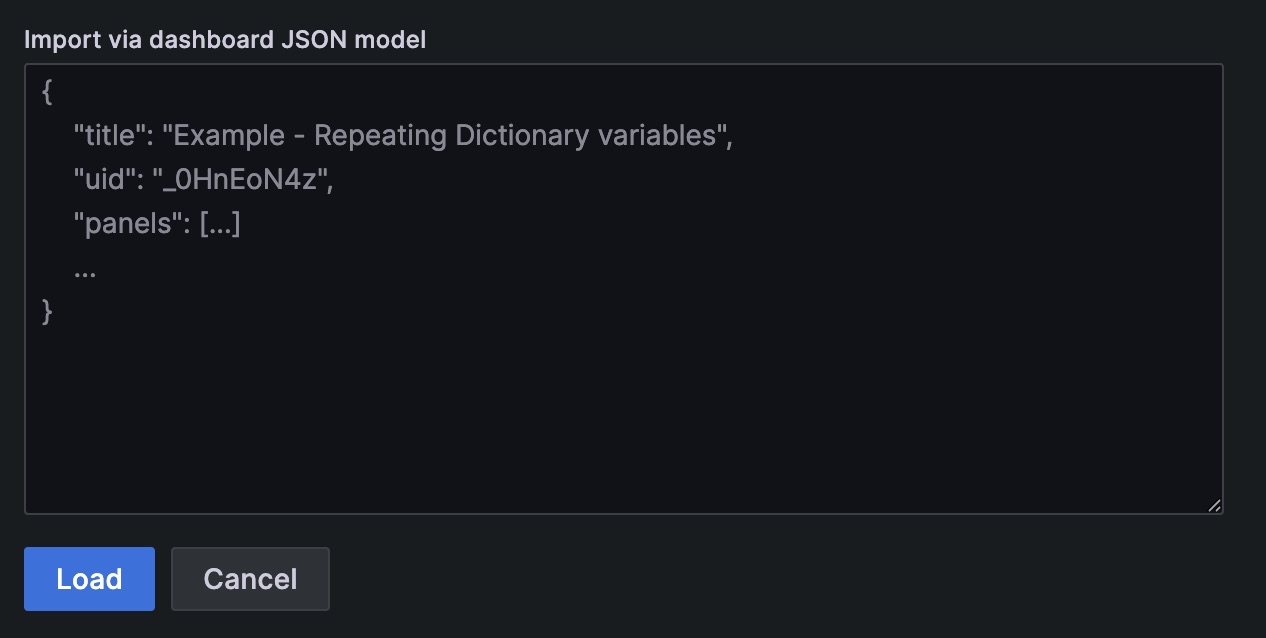 Import via dashboard JSON model
{
"title": "Example - Repeating Dictionary variables",
"uid": "_0HnEoN4z",
"panels": [...]
...
}
Load
Cancel